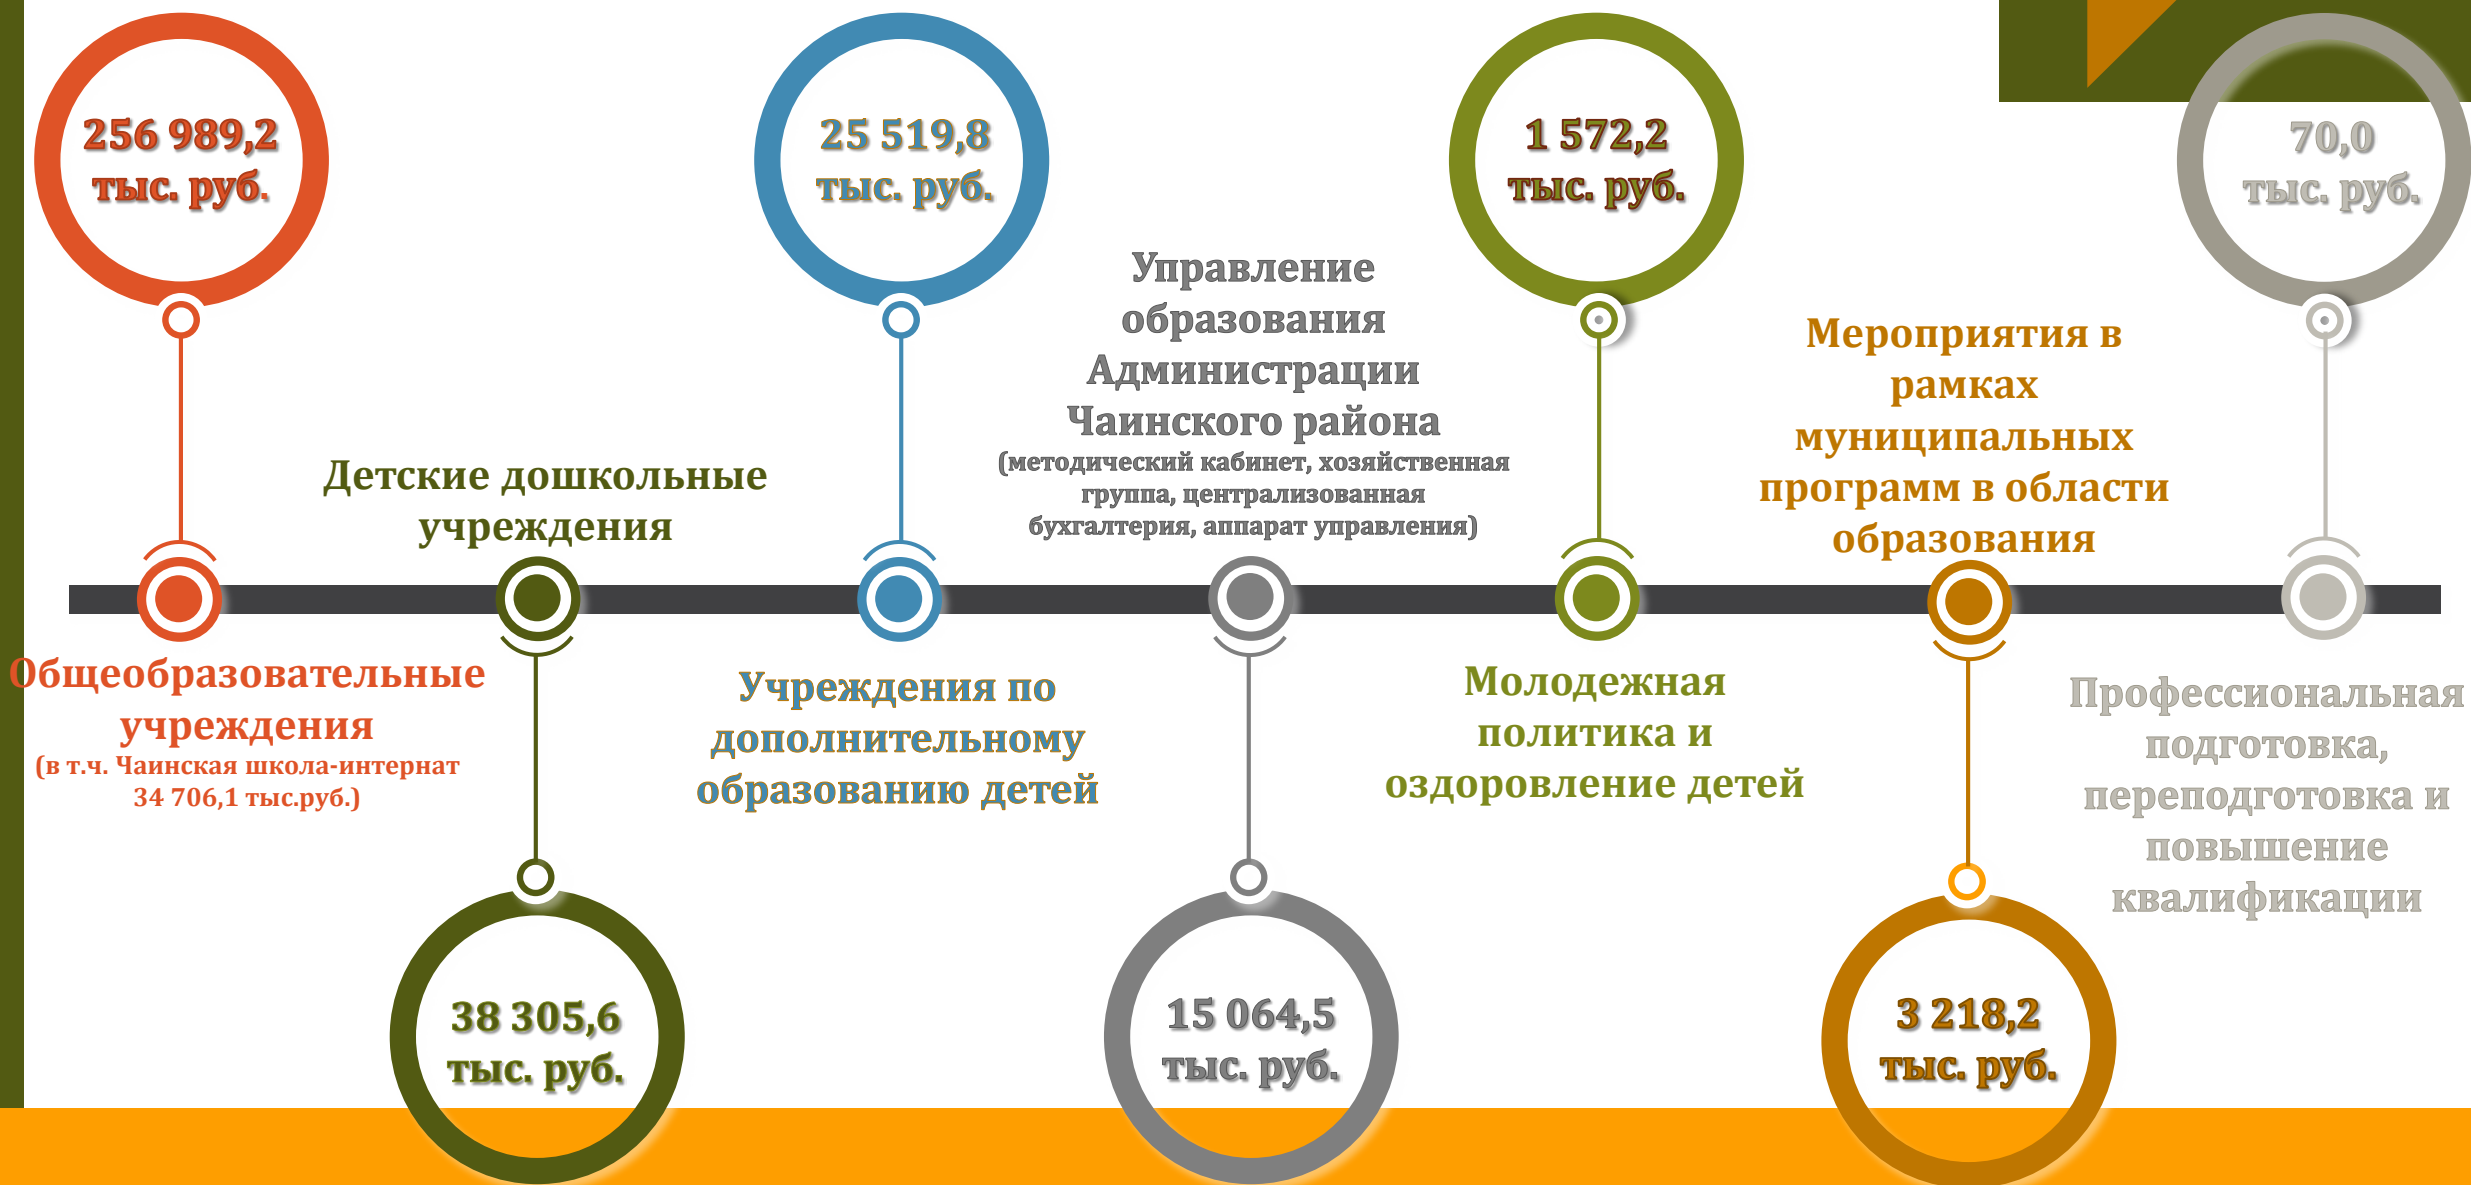 256 989,2
тыс. руб.
Общеобразовательные
учреждения
(в т.ч. Чаинская школа-интернат
34 706,1 тыс.руб.)
Детские дошкольные
учреждения
38 305,6
тыс. руб.
25 519,8
тыс. руб.
Учреждения по
дополнительному
образованию детей
Управление
образования
Администрации
Чаинского района
(методический кабинет, хозяйственная
группа, централизованная
бухгалтерия, аппарат управления)
15 064,5
тыс. руб.
1 572,2
тыс. руб.
Молодежная
политика и
оздоровление детей
Мероприятия в
рамках
муниципальных
программ в области
образования
3 218,2
тыс. руб.
70,0
тыс. руб.
Профессиональная
подготовка,
переподготовка и
повышение
квалификации